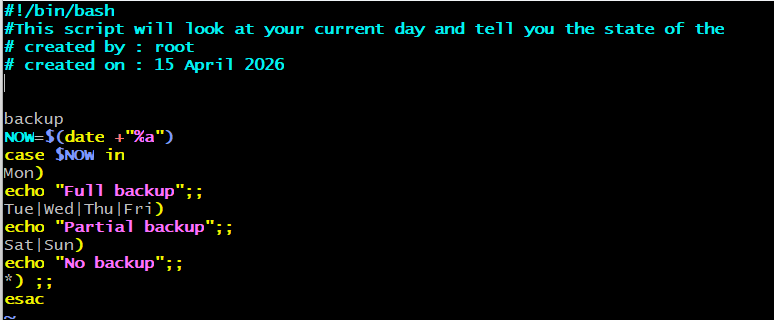 #!/bin/bash
#This script will look at your current day and tell you the state of the
# created by : root
# created on : 15 April 2026
backup
NOW=$(date +"%a")
case $NOW in
Mon)
echo "Full backup";;
Tue|Wed|Thu|Fri)
echo "Partial backup";;
Sat|Sun)
echo "No backup";;
*) ;;
esac
~